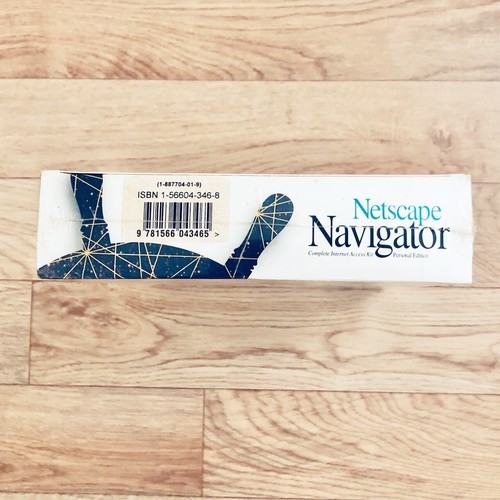 (1-887704-01-9)
ISBN 1-56604-346-8
9 781566 043465 >
Netscape
Navigator
Complete Internet Access Kit Personal Edition